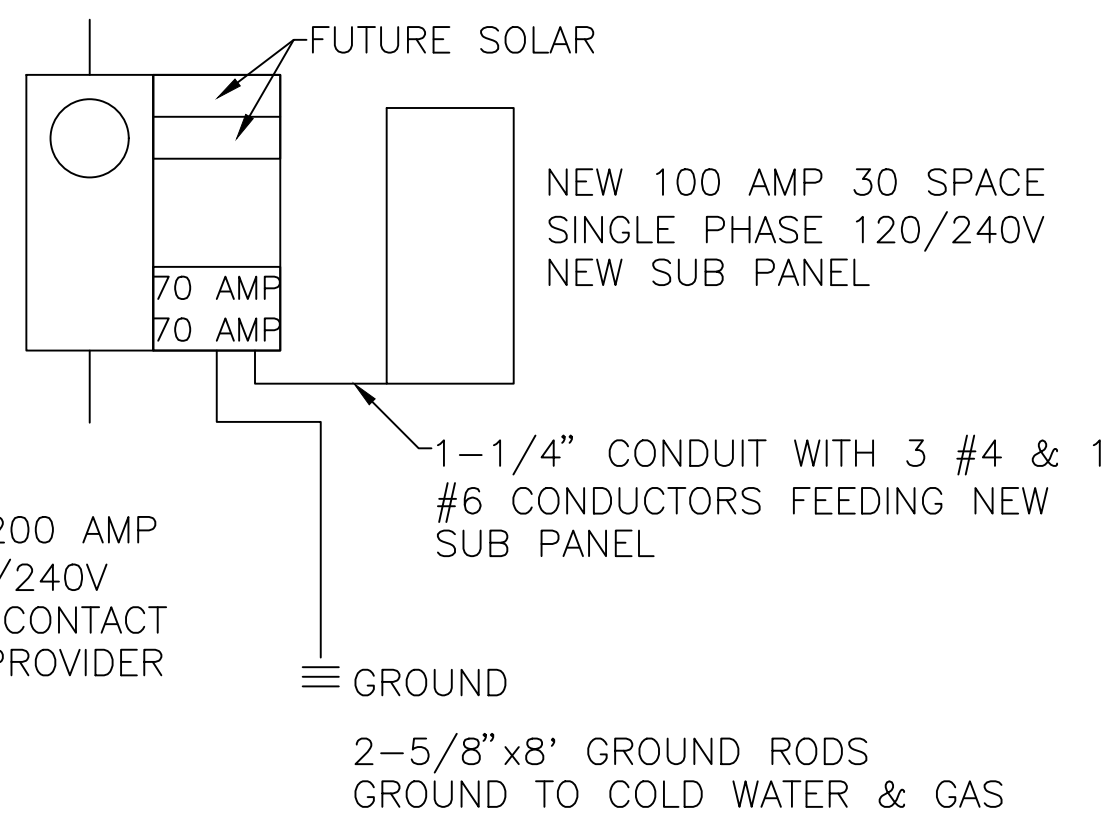 FUTURE SOLAR
NEW 100 AMP 30 SPACE
SINGLE PHASE 120/240V
NEW SUB PANEL
70 AMP
70 AMP
1-1/4" CONDUIT WITH 3 #4 & 1
#6 CONDUCTORS FEEDING NEW
SUB PANEL
200 AMP
/240V
CONTACT
PROVIDER
GROUND
2-5/8"x8' GROUND RODS
GROUND TO COLD WATER & GAS